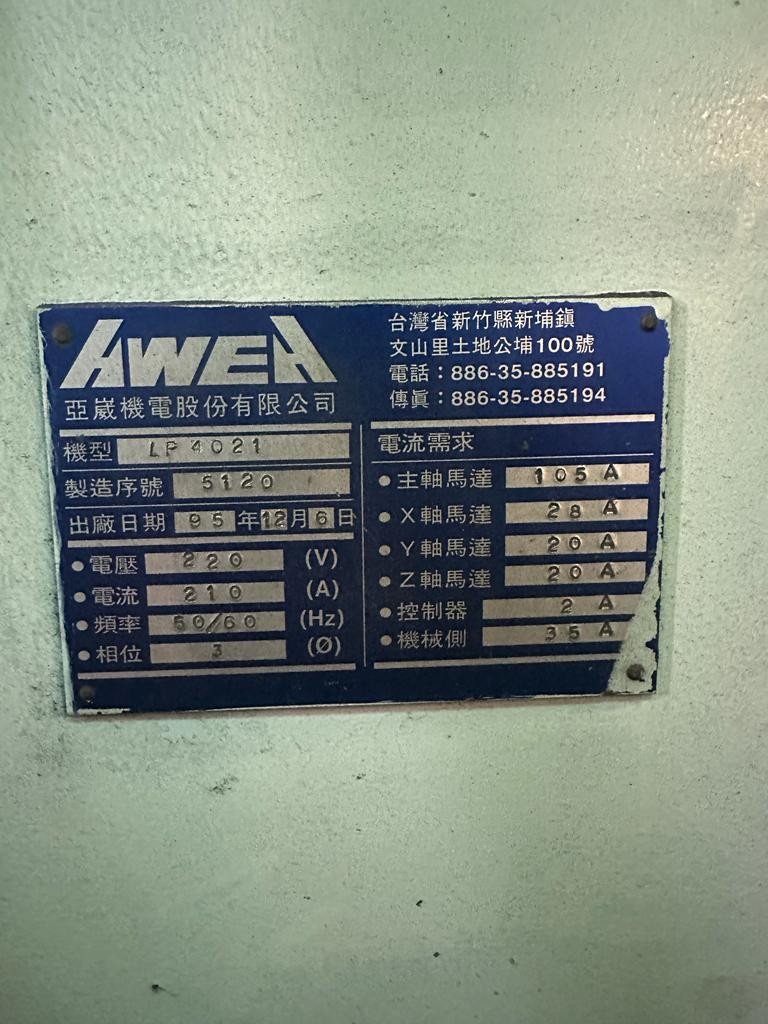 AWEA
亞崴機電股份有限公司
台灣省新竹縣新埔鎮
文山里土地公埔100號
電話：886-35-885191
傳眞：886-35-885194
機型 LP 4021
製造序號 5120
出廠日期 95 年 12 月 6 日
● 電壓 220 (V)
● 電流 210 (A)
● 頻率 50/60 (Hz)
● 相位 3 (Ø)
電流需求
● 主軸馬達 105 A
● X軸馬達 28 A
● Y軸馬達 20 A
● Z軸馬達 20 A
● 控制器 2 A
● 機械側 35 A